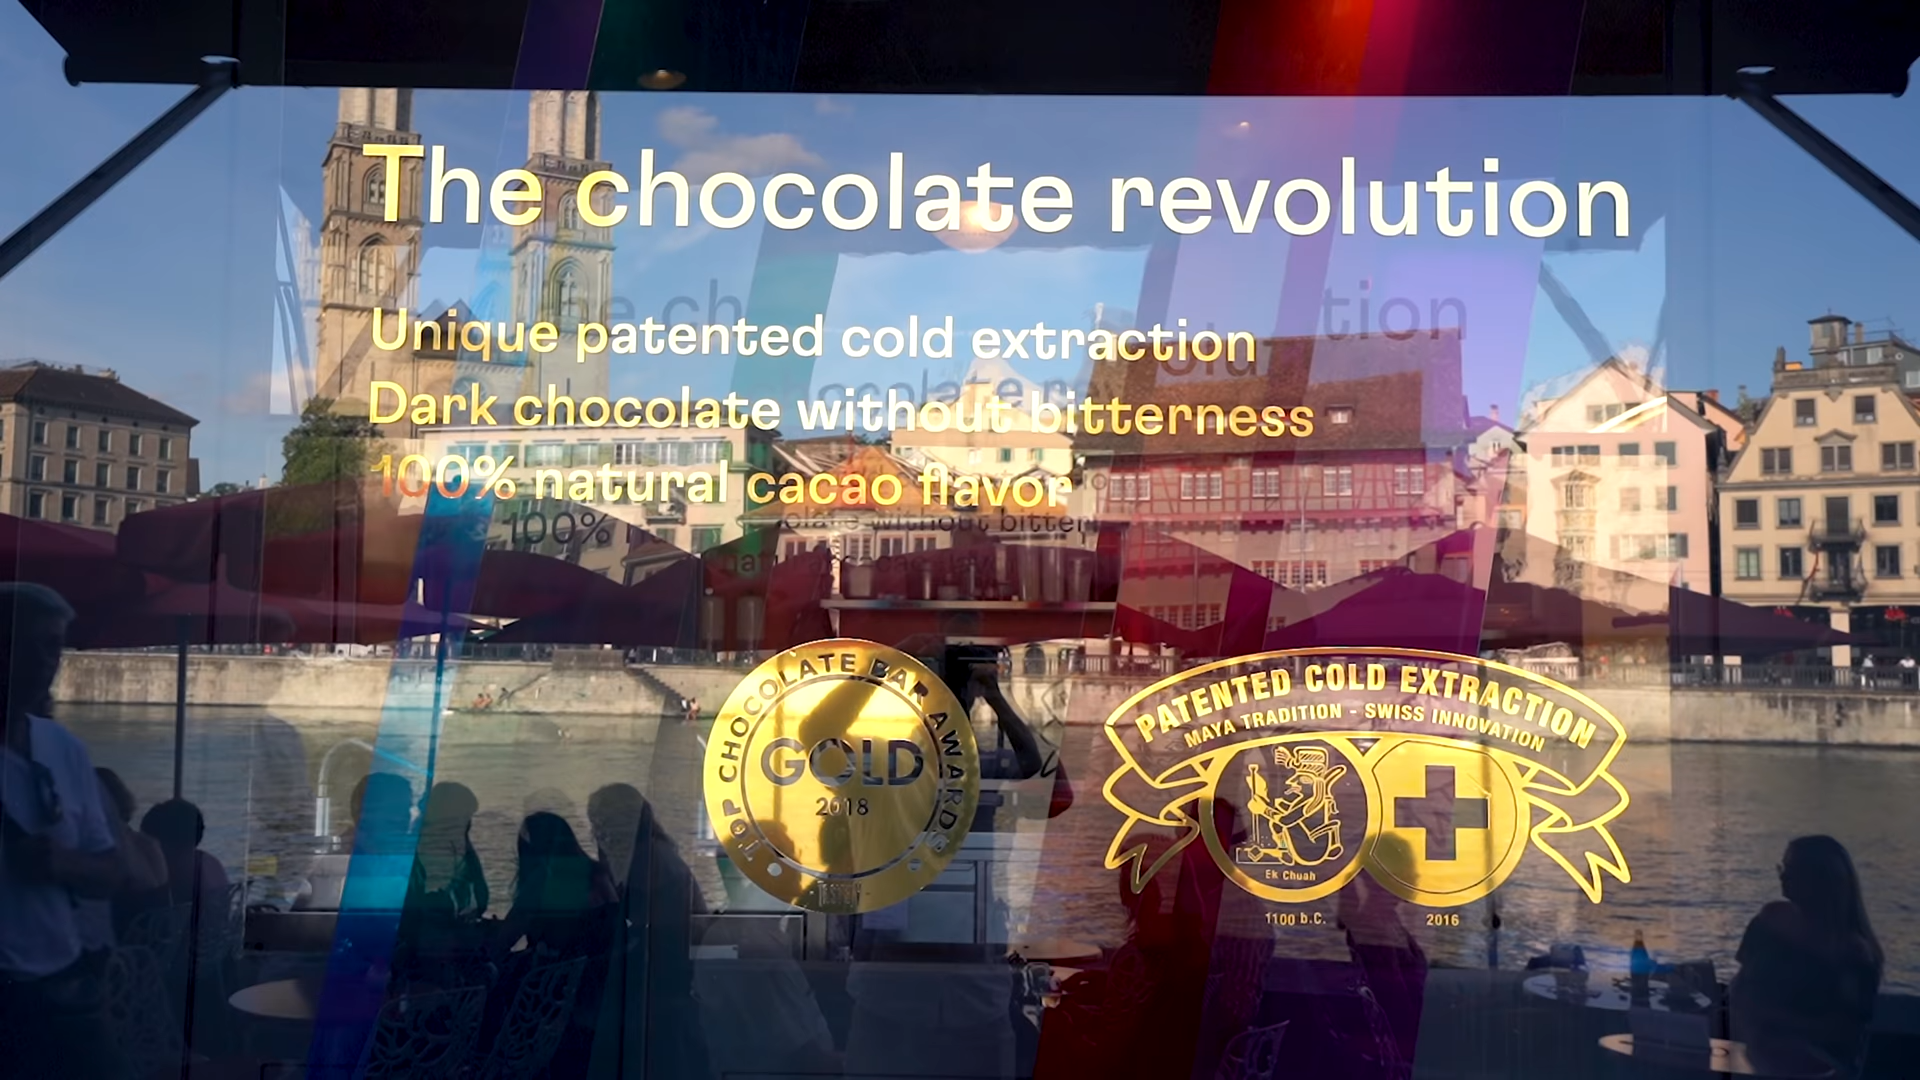 The chocolate revolution
Unique patented cold extraction
Dark chocolate without bitterness
100% natural cacao flavor
TOP CHOCOLATE BAR AWARDS
GOLD
2018
PATENTED COLD EXTRACTION
MAYA TRADITION - SWISS INNOVATION
Ek Chuah
1100 b.C.
2016